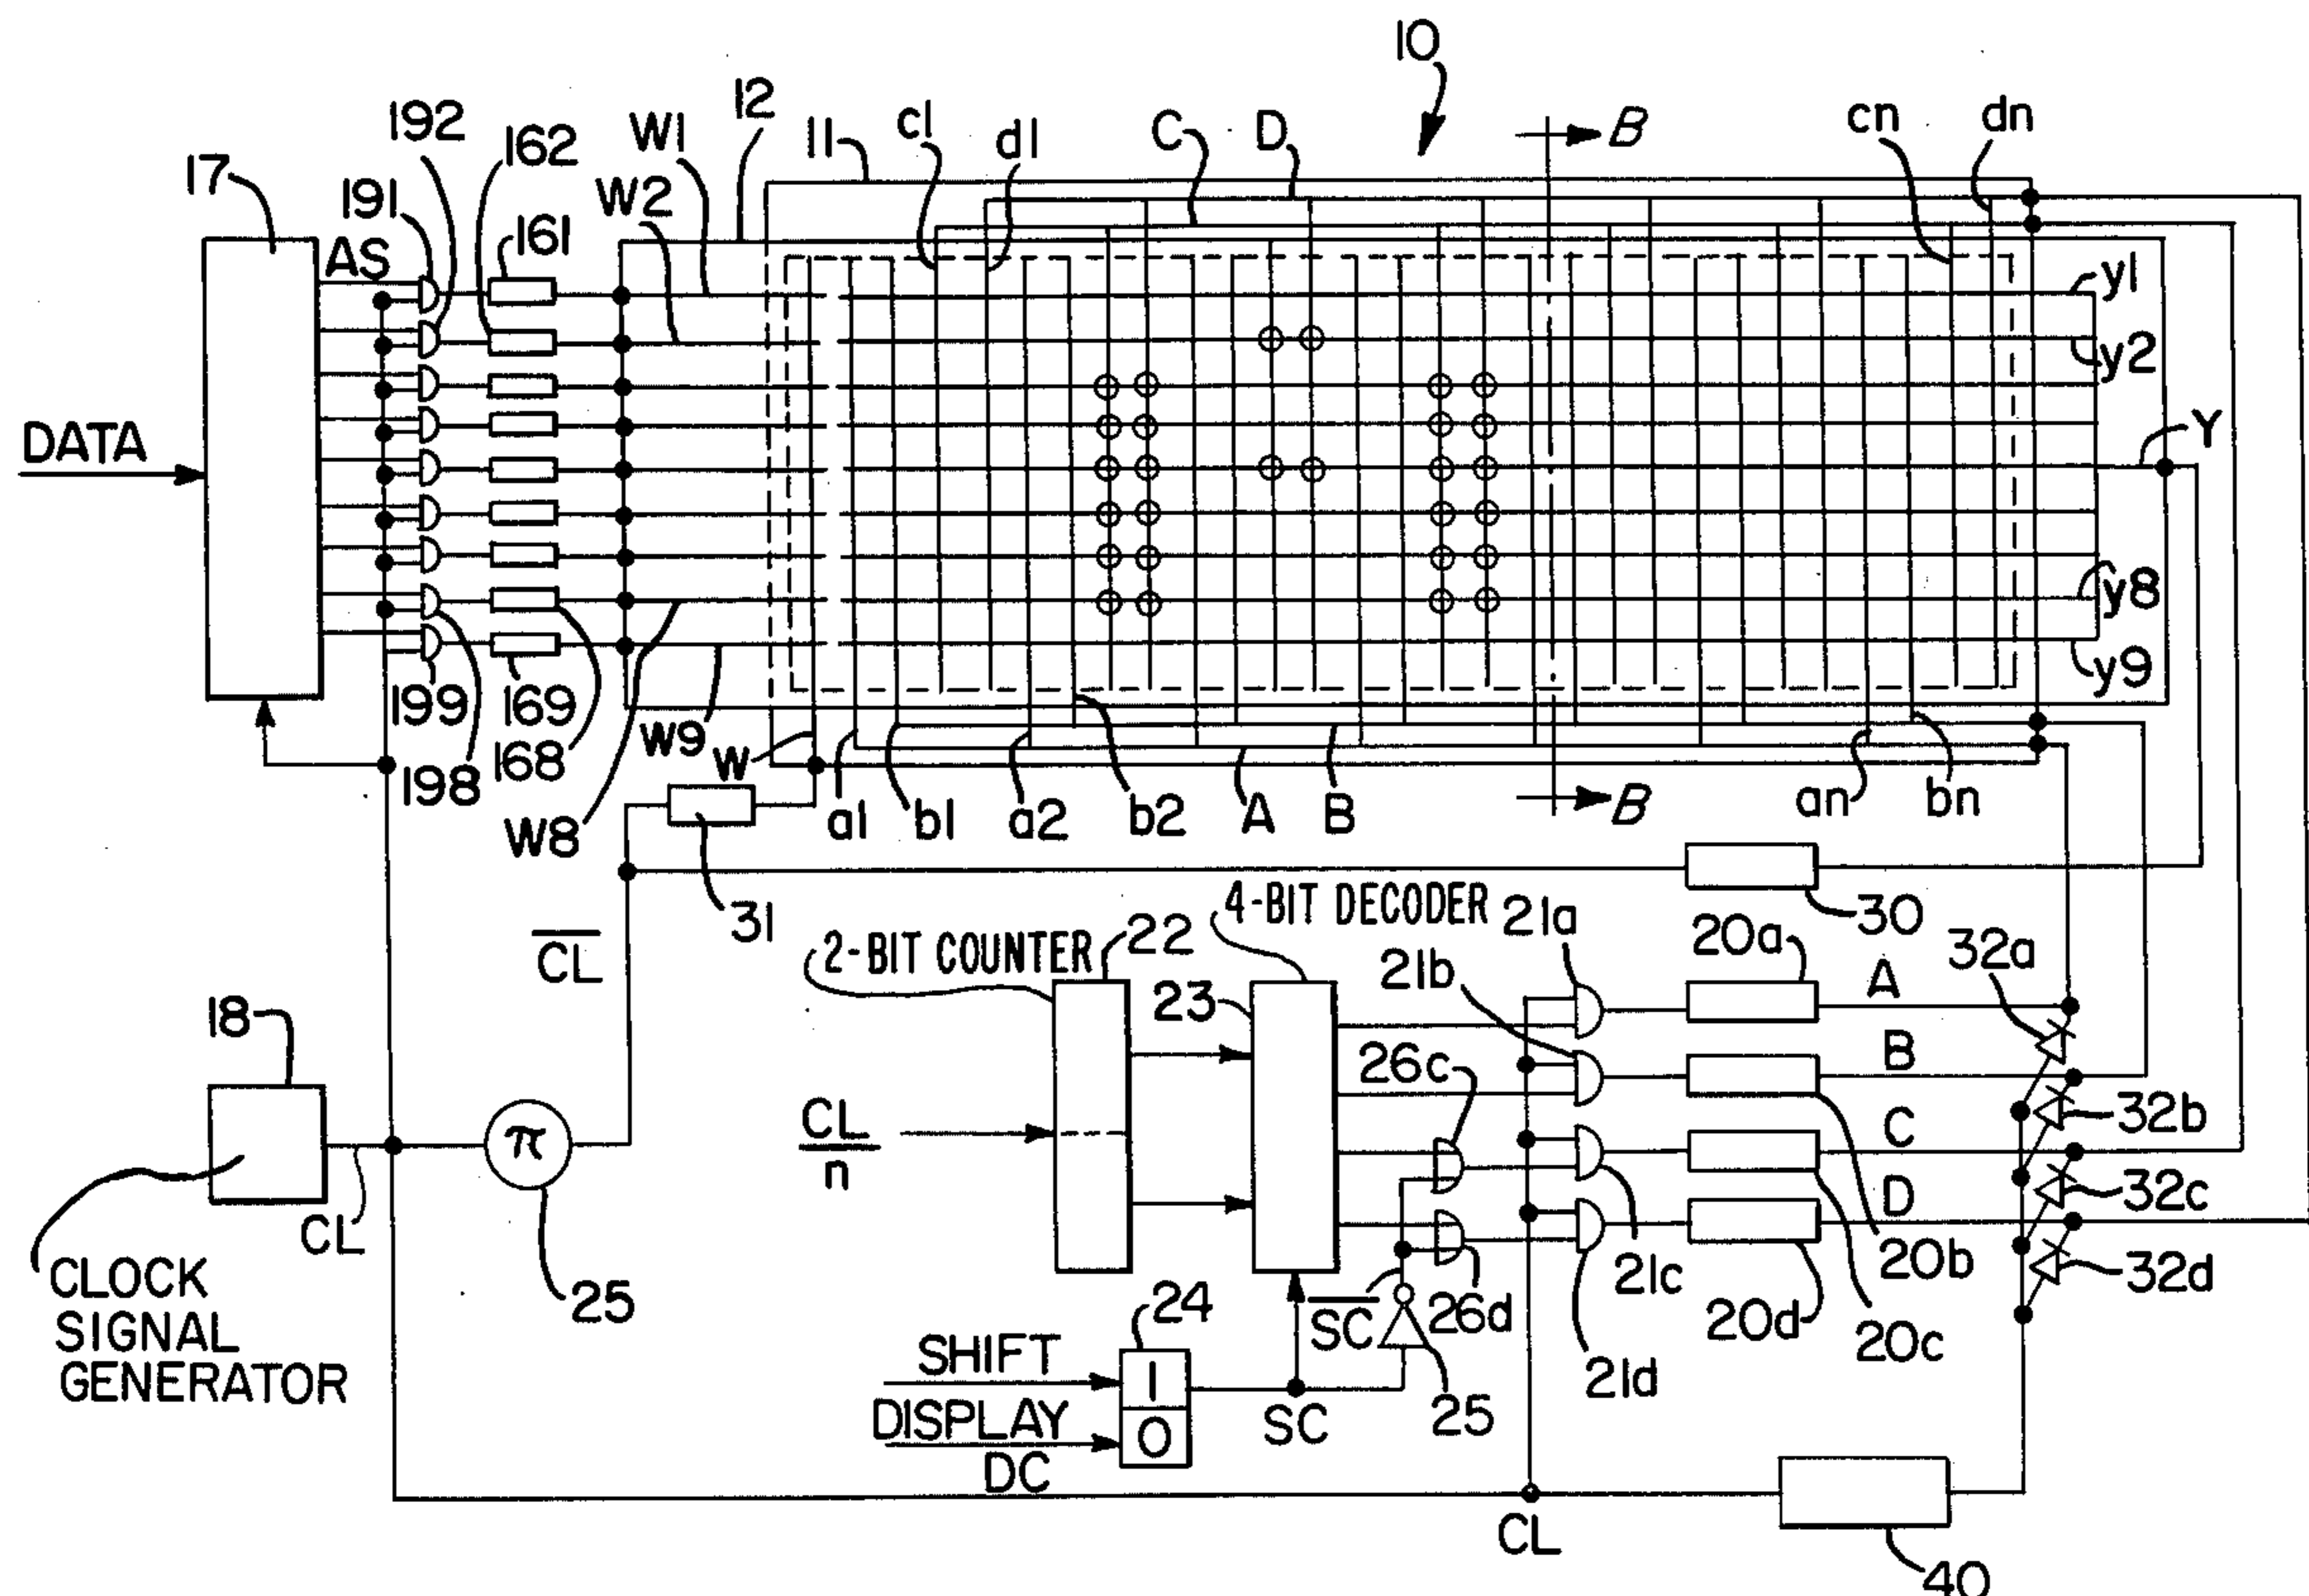 10
192
W1
12
11
c1
d1
C
D
B
cn
dn
17
191
162
W2
AS
161
y1
y2
DATA
Y
y8
y9
199
169
W9
198
168
W
W8
a1
b1
a2
b2
A
B
B
an
bn
31
30
CL
2-BIT COUNTER
22
4-BIT DECODER
21a
20a
32a
21b
A
23
18
26c
B
CL
n
C
32b
D
32c
CL
25
21c
20b
32d
CLOCK
SIGNAL
GENERATOR
24
SC
26d
20d
20c
SHIFT
1
21d
DISPLAY
0
SC
25
DC
CL
40
π